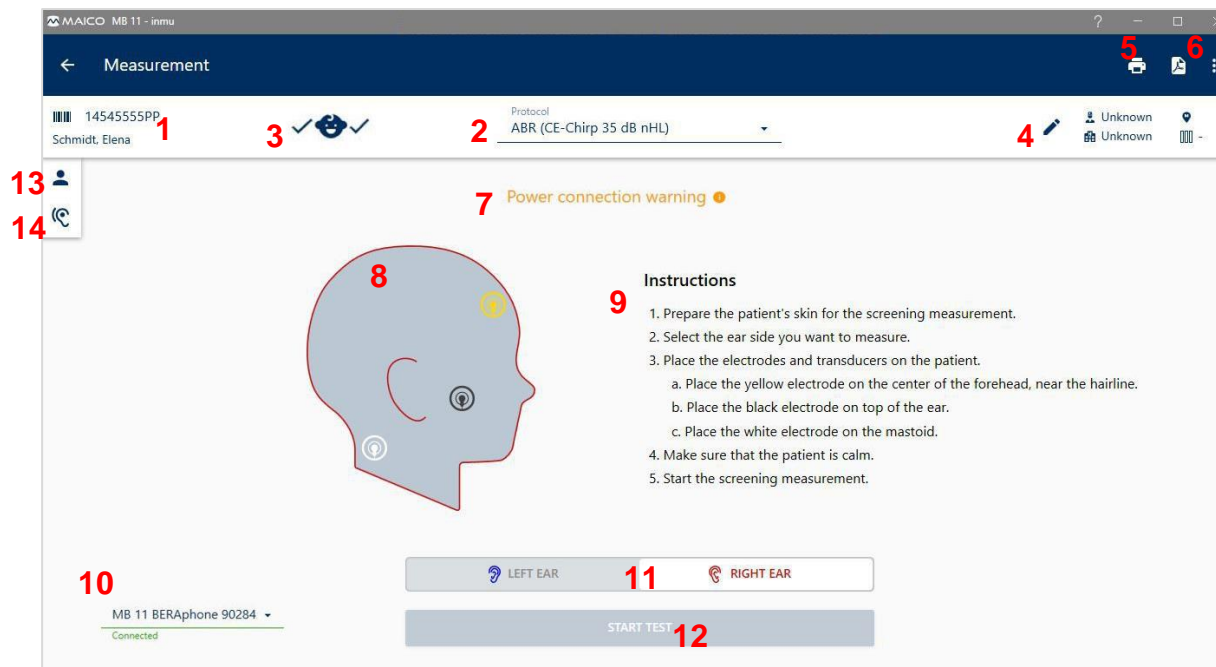 MAICO MB 11 - inmu
?
5
6
← Measurement
14545555PP
1
Schmidt, Elena
3
2
Protocol
ABR (CE-Chirp 35 dB nHL)
4
Unknown
Unknown
-
13
14
7
Power connection warning
8
Instructions
9
1. Prepare the patient's skin for the screening measurement.
2. Select the ear side you want to measure.
3. Place the electrodes and transducers on the patient.
a. Place the yellow electrode on the center of the forehead, near the hairline.
b. Place the black electrode on top of the ear.
c. Place the white electrode on the mastoid.
4. Make sure that the patient is calm.
5. Start the screening measurement.
10
LEFT EAR
11
RIGHT EAR
MB 11 BERAphone 90284
Connected
START TEST
12